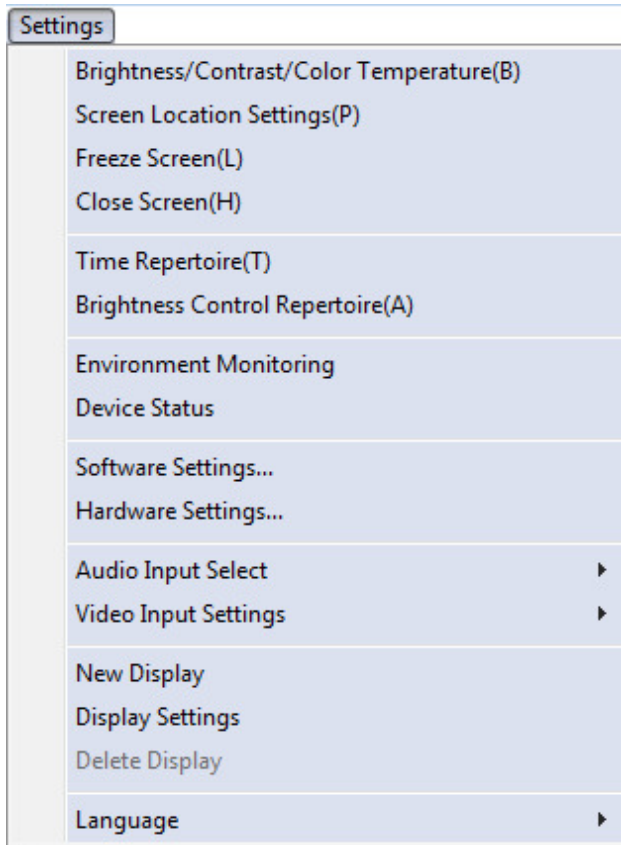 Settings
Brightness/Contrast/Color Temperature(B)
Screen Location Settings(P)
Freeze Screen(L)
Close Screen(H)
Time Repertoire(T)
Brightness Control Repertoire(A)
Environment Monitoring
Device Status
Software Settings...
Hardware Settings...
Audio Input Select
Video Input Settings
New Display
Display Settings
Delete Display
Language